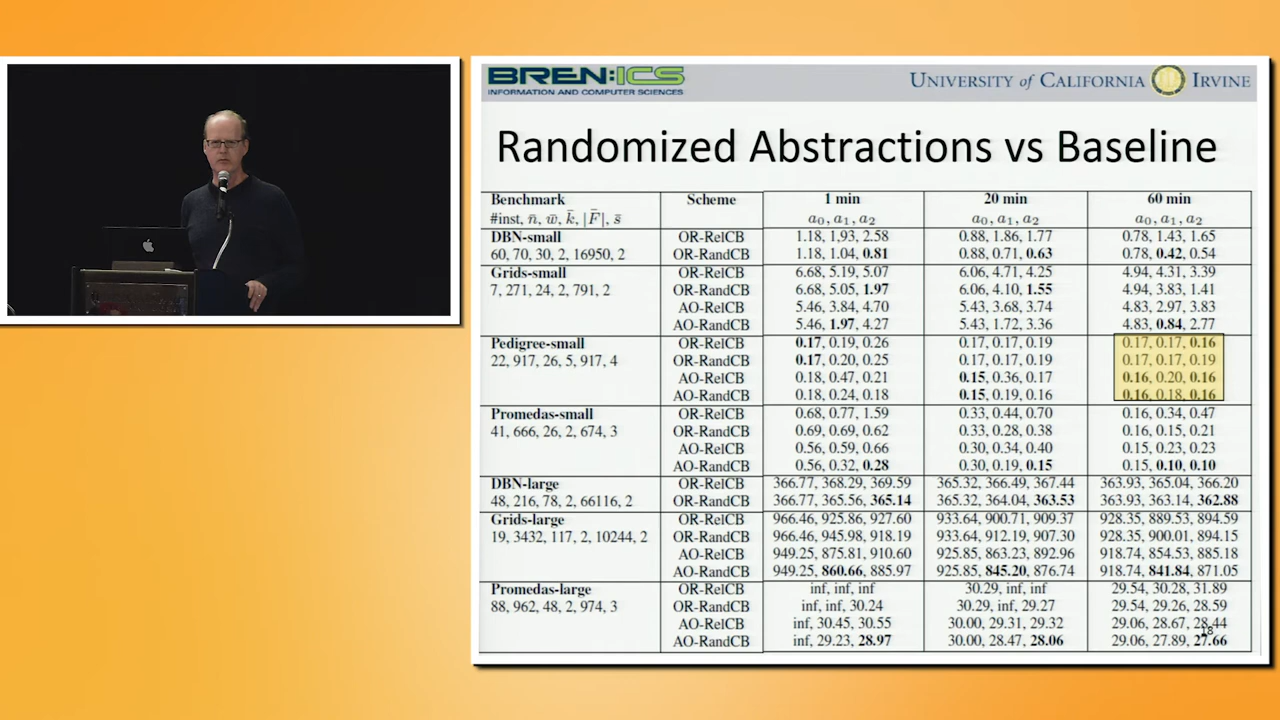 BREN:ICS
INFORMATION AND COMPUTER SCIENCES
UNIVERSITY of CALIFORNIA IRVINE
Randomized Abstractions vs Baseline
Benchmark Scheme 1 min 20 min 60 min
#inst, n̄, w̄, k̄, |F̄|, s̄ a₀, a₁, a₂ a₀, a₁, a₂ a₀, a₁, a₂
DBN-small OR-RelCB 1.18, 1,93, 2.58 0.88, 1.86, 1.77 0.78, 1.43, 1.65
60, 70, 30, 2, 16950, 2 OR-RandCB 1.18, 1.04, 0.81 0.88, 0.71, 0.63 0.78, 0.42, 0.54
Grids-small OR-RelCB 6.68, 5.19, 5.07 6.06, 4.71, 4.25 4.94, 4.31, 3.39
7, 271, 24, 2, 791, 2 OR-RandCB 6.68, 5.05, 1.97 6.06, 4.10, 1.55 4.94, 3.83, 1.41
AO-RelCB 5.46, 3.84, 4.70 5.43, 3.68, 3.74 4.83, 2.97, 3.83
AO-RandCB 5.46, 1.97, 4.27 5.43, 1.72, 3.36 4.83, 0.84, 2.77
Pedigree-small OR-RelCB 0.17, 0.19, 0.26 0.17, 0.17, 0.19 0.17, 0.17, 0.16
22, 917, 26, 5, 917, 4 OR-RandCB 0.17, 0.20, 0.25 0.17, 0.17, 0.19 0.17, 0.17, 0.19
AO-RelCB 0.18, 0.47, 0.21 0.15, 0.36, 0.17 0.16, 0.20, 0.16
AO-RandCB 0.18, 0.24, 0.18 0.15, 0.19, 0.16 0.16, 0.18, 0.16
Promedas-small OR-RelCB 0.68, 0.77, 1.59 0.33, 0.44, 0.70 0.16, 0.34, 0.47
41, 666, 26, 2, 674, 3 OR-RandCB 0.69, 0.69, 0.62 0.33, 0.28, 0.38 0.16, 0.15, 0.21
AO-RelCB 0.56, 0.59, 0.66 0.30, 0.34, 0.40 0.15, 0.23, 0.23
AO-RandCB 0.56, 0.32, 0.28 0.30, 0.19, 0.15 0.15, 0.10, 0.10
DBN-large OR-RelCB 366.77, 368.29, 369.59 365.32, 366.49, 367.44 363.93, 365.04, 366.20
48, 216, 78, 2, 66116, 2 OR-RandCB 366.77, 365.56, 365.14 365.32, 364.04, 363.53 363.93, 363.14, 362.88
Grids-large OR-RelCB 966.46, 925.86, 927.60 933.64, 900.71, 909.37 928.35, 889.53, 894.59
19, 3432, 117, 2, 10244, 2 OR-RandCB 966.46, 945.98, 918.19 933.64, 912.19, 907.30 928.35, 900.01, 894.15
AO-RelCB 949.25, 875.81, 910.60 925.85, 863.23, 892.96 918.74, 854.53, 885.18
AO-RandCB 949.25, 860.66, 885.97 925.85, 845.20, 876.74 918.74, 841.84, 871.05
Promedas-large OR-RelCB inf, inf, inf 30.29, inf, inf 29.54, 30.28, 31.89
88, 962, 48, 2, 974, 3 OR-RandCB inf, inf, 30.24 30.29, inf, 29.27 29.54, 29.26, 28.59
AO-RelCB inf, 30.45, 30.55 30.00, 29.31, 29.32 29.06, 28.67, 28.44
AO-RandCB inf, 29.23, 28.97 30.00, 28.47, 28.06 29.06, 27.89, 27.66
18